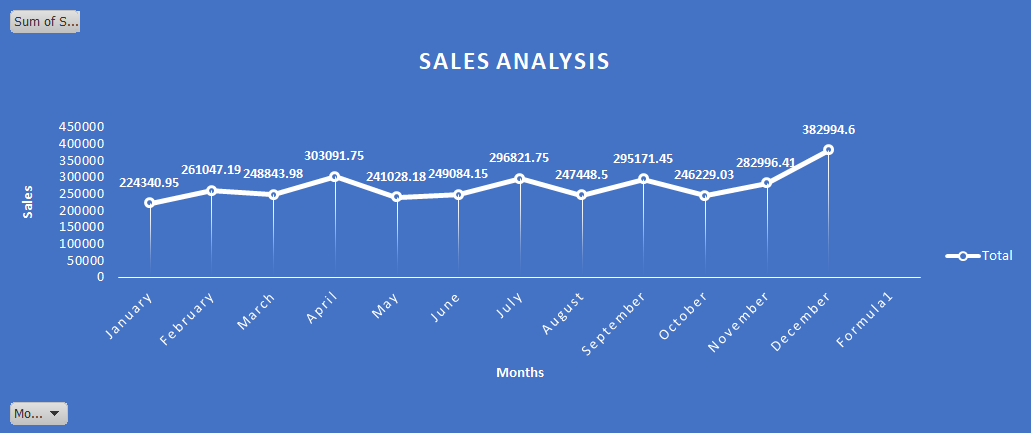 Sum of S...
SALES ANALYSIS
450000
400000
350000
300000
250000
200000
150000
100000
50000
0
Sales
224340.95
261047.19
248843.98
303091.75
241028.18
249084.15
296821.75
247448.5
295171.45
246229.03
282996.41
382994.6
Total
January
February
March
April
May
June
July
August
September
October
November
December
Formula1
Months
Mo...